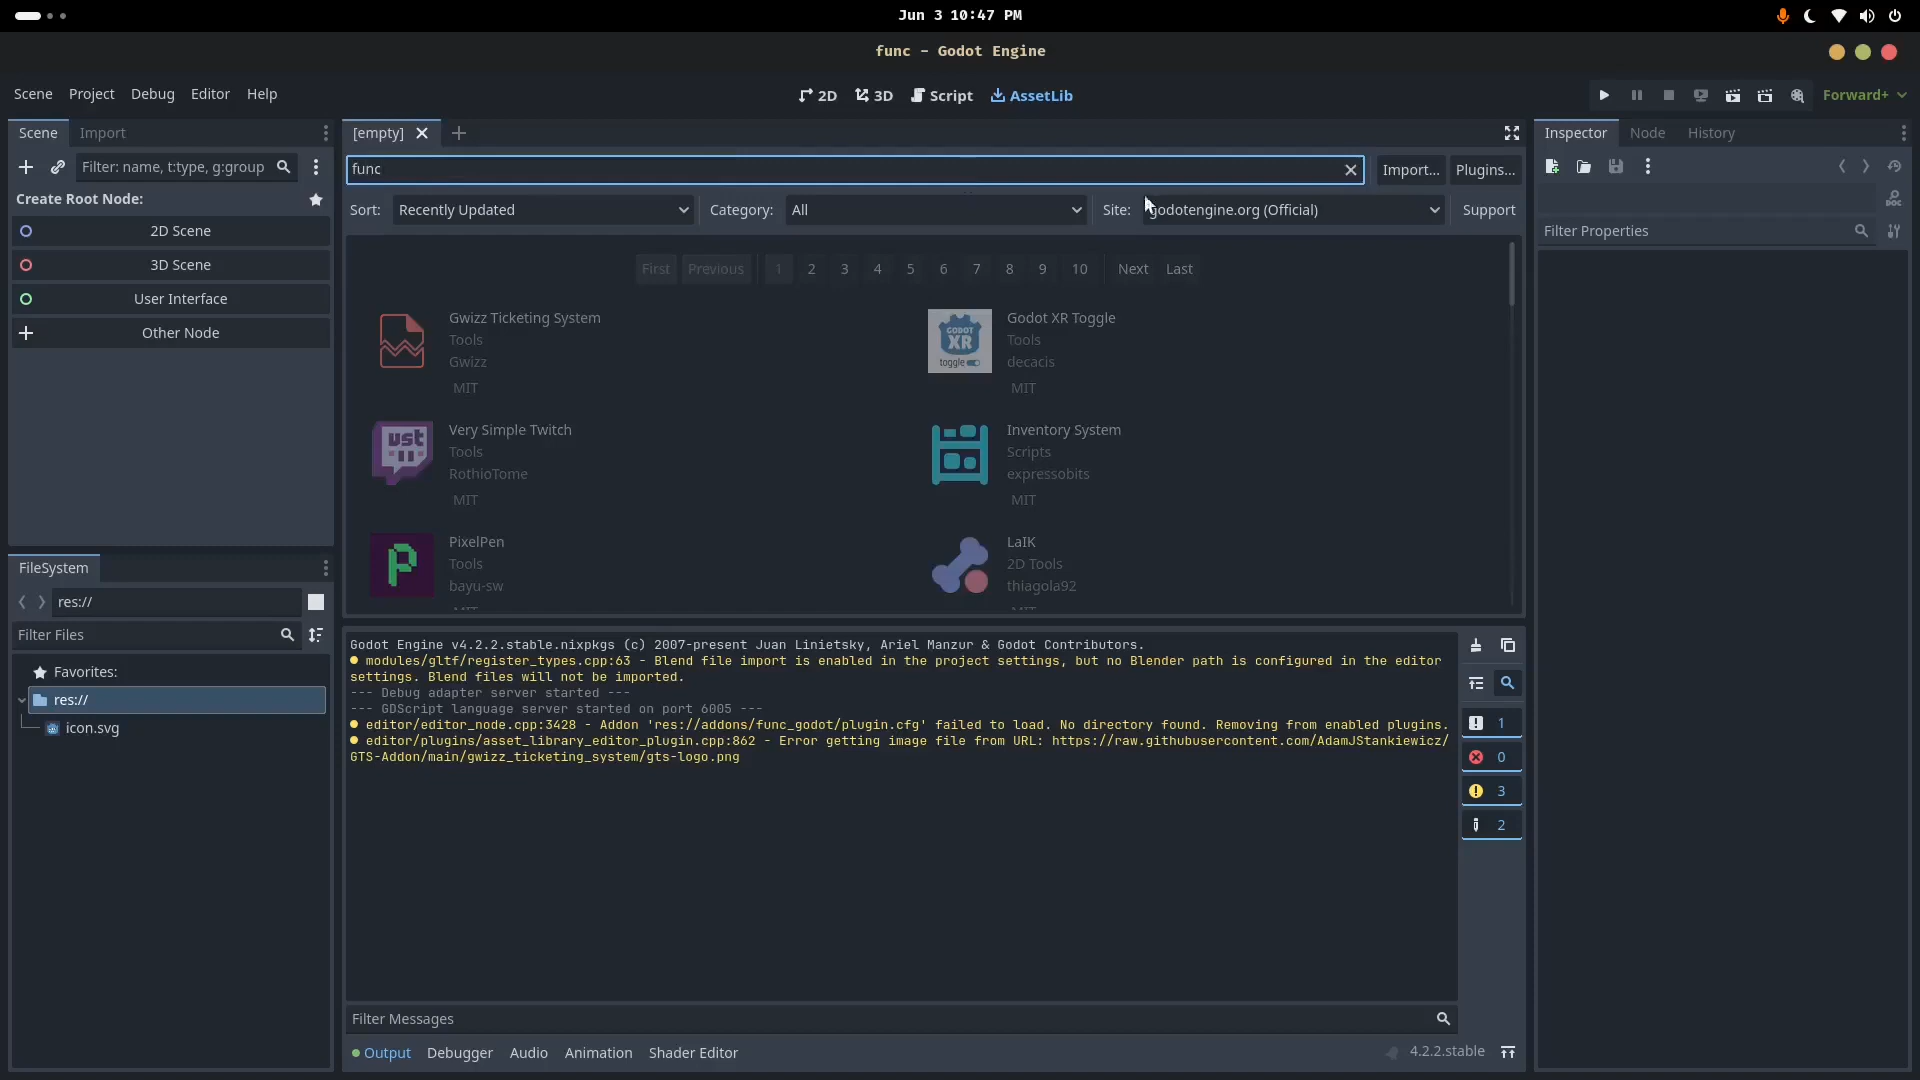 Jun 3 10:47 PM
func - Godot Engine
Scene Project Debug Editor Help
2D 3D Script AssetLib
Forward+
Scene Import
Filter: name, t:type, g:group
Create Root Node:
2D Scene
3D Scene
User Interface
Other Node
FileSystem
res://
Filter Files
Favorites:
res://
icon.svg
[empty]
func
Import... Plugins...
Sort: Recently Updated Category: All Site: godotengine.org (Official) Support
First Previous 1 2 3 4 5 6 7 8 9 10 Next Last
Gwizz Ticketing System
Tools
Gwizz
MIT
GODOT
XR
toggle
Godot XR Toggle
Tools
decacis
MIT
Very Simple Twitch
Tools
RothioTome
MIT
Inventory System
Scripts
expressobits
MIT
P
PixelPen
Tools
bayu-sw
LaIK
2D Tools
thiagola92
Godot Engine v4.2.2.stable.nixpkgs (c) 2007-present Juan Linietsky, Ariel Manzur & Godot Contributors.
modules/gltf/register_types.cpp:63 - Blend file import is enabled in the project settings, but no Blender path is configured in the editor
settings. Blend files will not be imported.
--- Debug adapter server started ---
--- GDScript language server started on port 6005 ---
editor/editor_node.cpp:3428 - Addon 'res://addons/func_godot/plugin.cfg' failed to load. No directory found. Removing from enabled plugins.
editor/plugins/asset_library_editor_plugin.cpp:862 - Error getting image file from URL: https://raw.githubusercontent.com/AdamJStankiewicz/
GTS-Addon/main/gwizz_ticketing_system/gts-logo.png
1
0
3
2
Filter Messages
Output Debugger Audio Animation Shader Editor
4.2.2.stable
Inspector Node History
DOC
Filter Properties